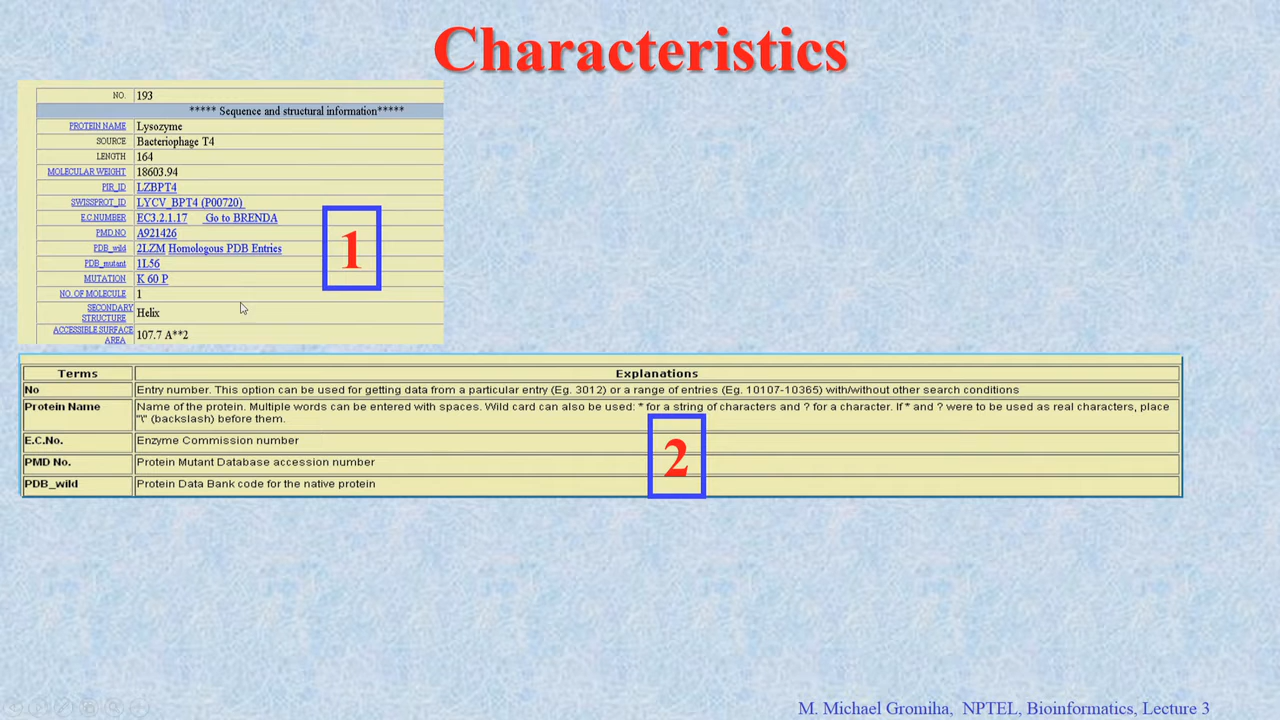 Characteristics
NO. 193
***** Sequence and structural information*****
PROTEIN NAME Lysozyme
SOURCE Bacteriophage T4
LENGTH 164
MOLECULAR WEIGHT 18603.94
PIR_ID LZBPT4
SWISSPROT_ID LYCV_BPT4 (P00720)
E.C.NUMBER EC3.2.1.17 Go to BRENDA
PMD.NO A921426
PDB_wild 2LZM Homologous PDB Entries
PDB_mutant 1L56
MUTATION K 60 P
NO. OF MOLECULE 1
SECONDARY
STRUCTURE Helix
ACCESSIBLE SURFACE
AREA 107.7 A**2
1
Terms Explanations
No Entry number. This option can be used for getting data from a particular entry (Eg. 3012) or a range of entries (Eg. 10107-10365) with/without other search conditions
Protein Name Name of the protein. Multiple words can be entered with spaces. Wild card can also be used: * for a string of characters and ? for a character. If * and ? were to be used as real characters, place
"\" (backslash) before them.
E.C.No. Enzyme Commission number
PMD No. Protein Mutant Database accession number
PDB_wild Protein Data Bank code for the native protein
2
M. Michael Gromiha, NPTEL, Bioinformatics, Lecture 3